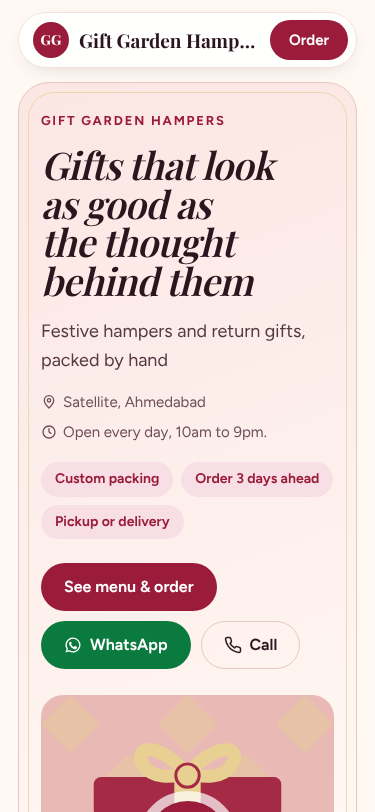 GG Gift Garden Hamp... Order
GIFT GARDEN HAMPERS
Gifts that look
as good as
the thought
behind them
Festive hampers and return gifts,
packed by hand
Satellite, Ahmedabad
Open every day, 10am to 9pm.
Custom packing Order 3 days ahead
Pickup or delivery
See menu & order
WhatsApp Call